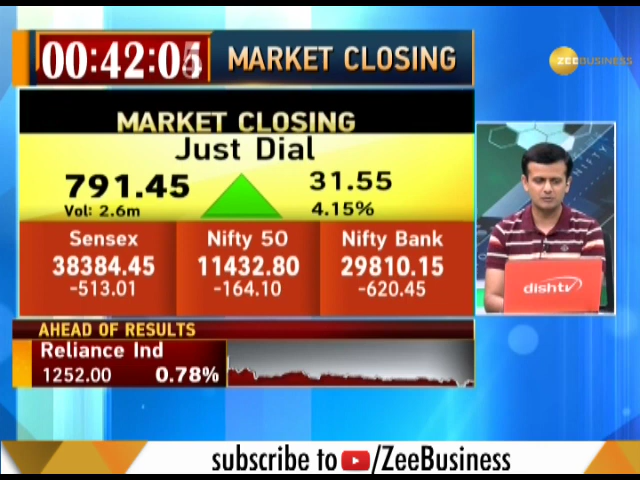 00:42:05
MARKET CLOSING
ZEEBUSINESS
MARKET CLOSING
Just Dial
791.45
31.55
Vol: 2.6m
4.15%
Sensex
38384.45
-513.01
Nifty 50
11432.80
-164.10
Nifty Bank
29810.15
-620.45
NIFTY
dishtv
AHEAD OF RESULTS
Reliance Ind
1252.00
0.78%
subscribe to /ZeeBusiness